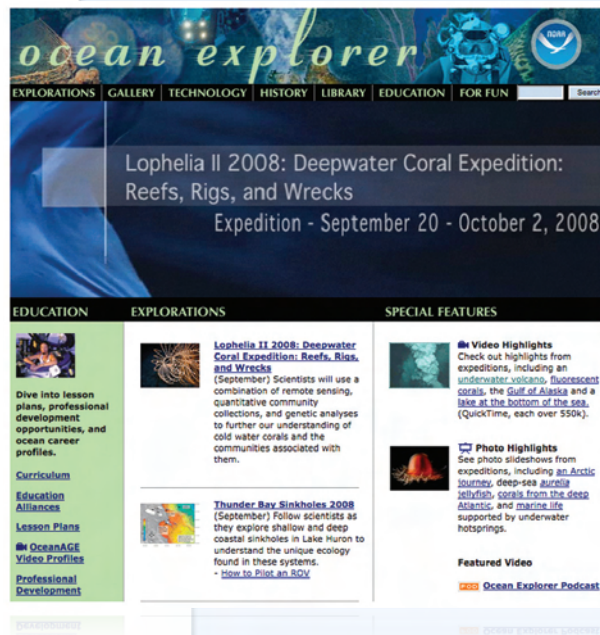 ocean explorer
NOAA
EXPLORATIONS GALLERY TECHNOLOGY HISTORY LIBRARY EDUCATION FOR FUN Search
Lophelia II 2008: Deepwater Coral Expedition:
Reefs, Rigs, and Wrecks
Expedition - September 20 - October 2, 2008
EDUCATION
Dive into lesson
plans, professional
development
opportunities, and
ocean career
profiles.
Curriculum
Education
Alliances
Lesson Plans
OceanAGE
Video Profiles
Professional
Development
EXPLORATIONS
Lophelia II 2008: Deepwater
Coral Expedition: Reefs, Rigs,
and Wrecks
(September) Scientists will use a
combination of remote sensing,
quantitative community
collections, and genetic analyses
to further our understanding of
cold water corals and the
communities associated with
them.
Thunder Bay Sinkholes 2008
(September) Follow scientists as
they explore shallow and deep
coastal sinkholes in Lake Huron to
understand the unique ecology
found in these systems.
- How to Pilot an ROV
SPECIAL FEATURES
Video Highlights
Check out highlights from
expeditions, including an
underwater volcano, fluorescent
corals, the Gulf of Alaska and a
lake at the bottom of the sea.
(QuickTime, each over 550k).
Photo Highlights
See photo slideshows from
expeditions, including an Arctic
journey, deep-sea aurelia
jellyfish, corals from the deep
Atlantic, and marine life
supported by underwater
hotsprings.
Featured Video
POD Ocean Explorer Podcast